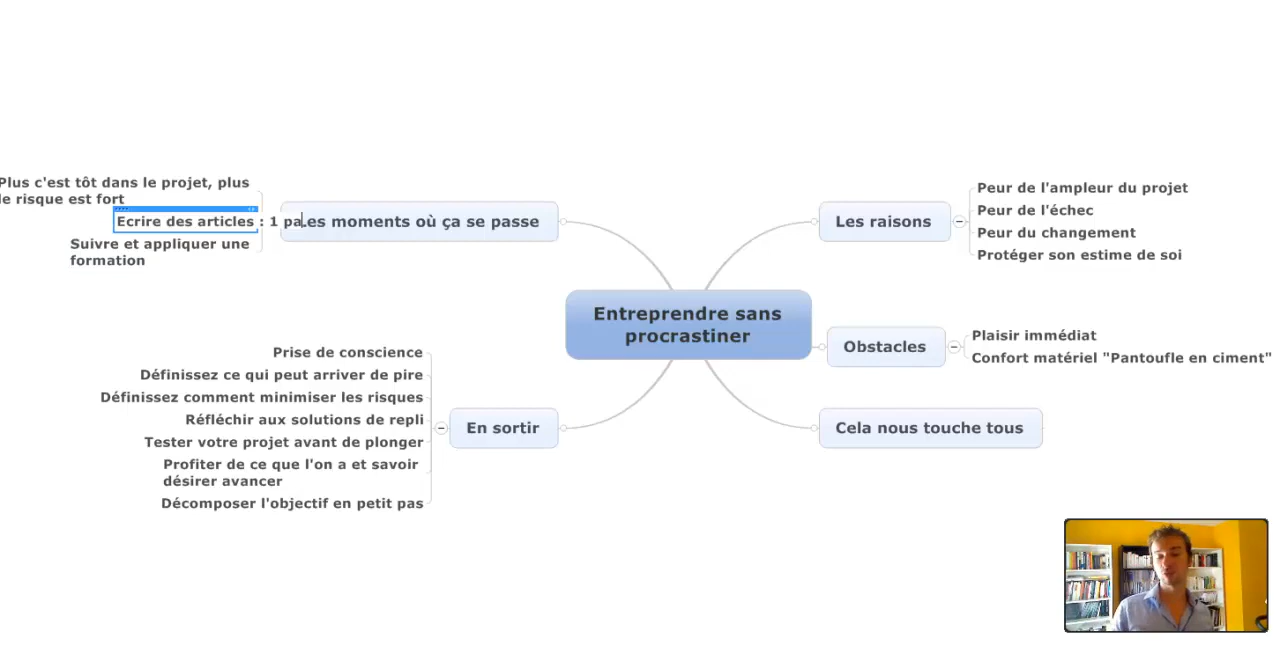 Plus c'est tôt dans le projet, plus
le risque est fort
Ecrire des articles : 1 pa
Suivre et appliquer une
formation
Les moments où ça se passe
Les raisons
Peur de l'ampleur du projet
Peur de l'échec
Peur du changement
Protéger son estime de soi
Entreprendre sans
procrastiner
Obstacles
Plaisir immédiat
Confort matériel "Pantoufle en ciment"
Prise de conscience
Définissez ce qui peut arriver de pire
Définissez comment minimiser les risques
Réfléchir aux solutions de repli
Tester votre projet avant de plonger
Profiter de ce que l'on a et savoir
désirer avancer
Décomposer l'objectif en petit pas
En sortir
Cela nous touche tous